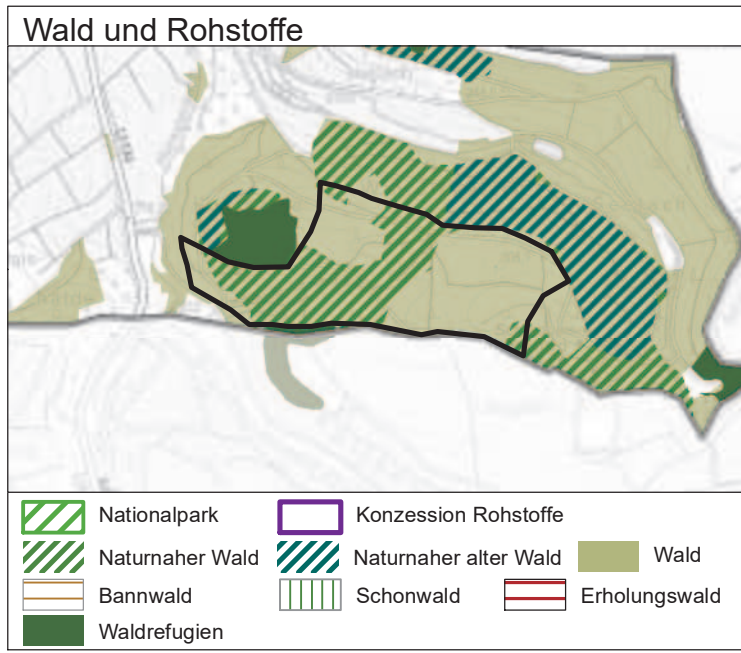 Wald und Rohstoffe
Nationalpark
Konzession Rohstoffe
Naturnaher Wald
Naturnaher alter Wald
Wald
Bannwald
Schonwald
Erholungswald
Waldrefugien